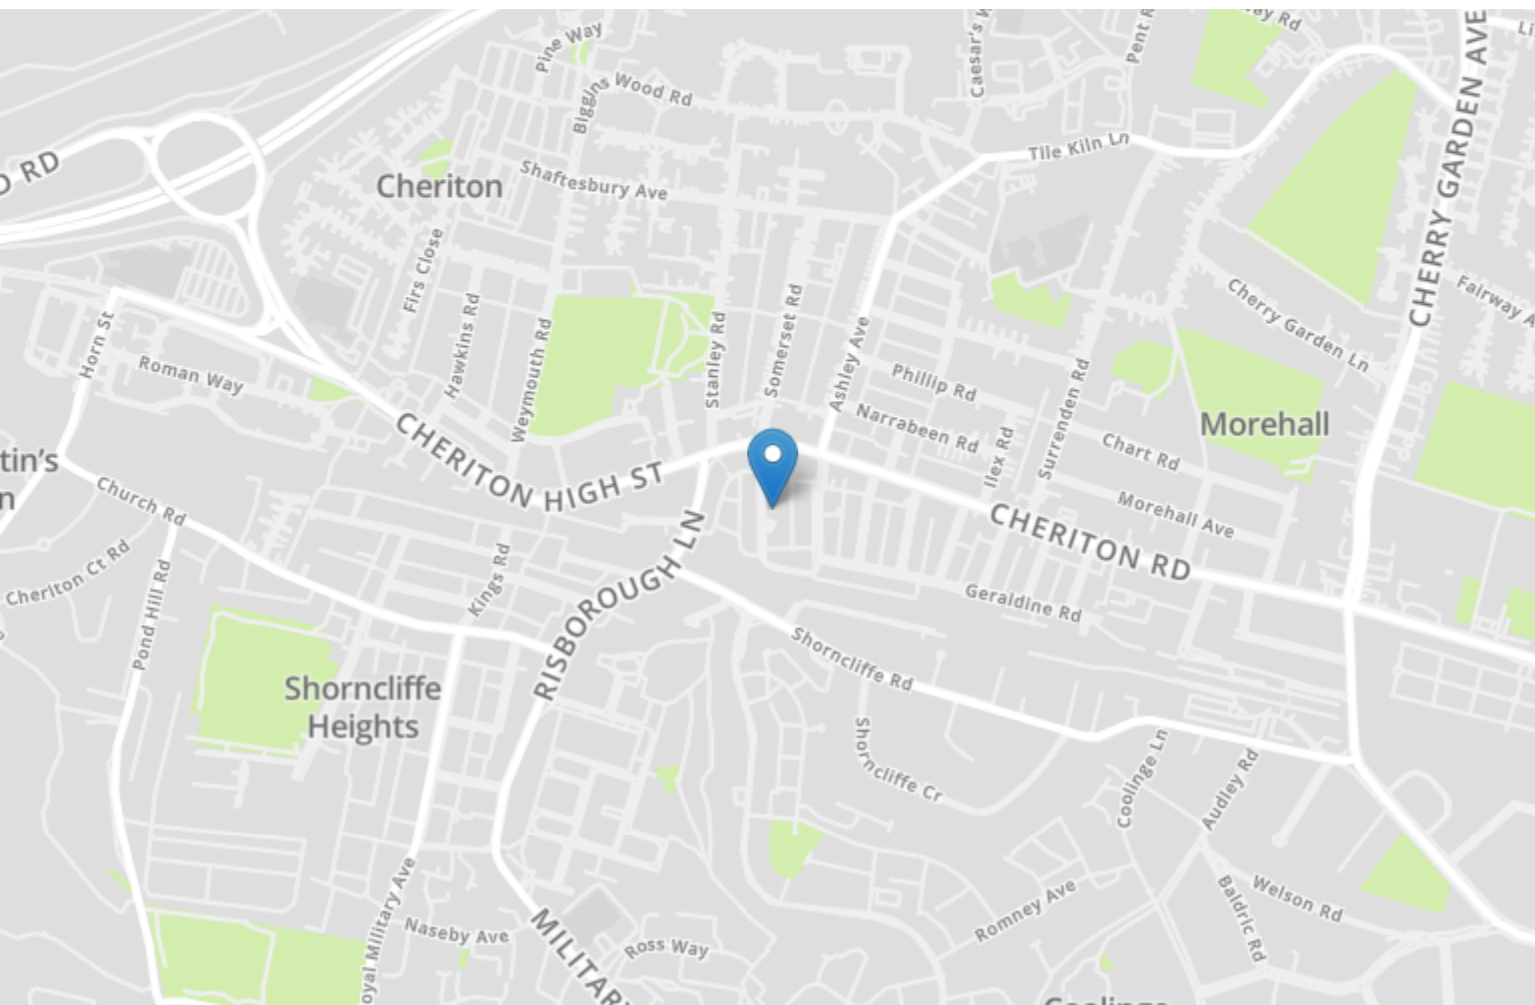 Pine Way
Biggins Wood Rd
Tile Kiln Ln
CHERRY GARDEN AVE
Cheriton
Shaftesbury Ave
Firs Close
Hawkins Rd
Weymouth Rd
Stanley Rd
Somerset Rd
Ashley Ave
Horn St
Roman Way
Phillip Rd
Narrabeen Rd
Ilex Rd
Surrenden Rd
Cherry Garden Ln
Morehall
Chart Rd
Morehall Ave
CHERITON HIGH ST
CHERITON RD
Church Rd
Cheriton Ct Rd
Pond Hill Rd
Kings Rd
RISBOROUGH LN
Geraldine Rd
Shorncliffe Rd
Shorncliffe
Heights
Shorncliffe Cr
Coolinge Ln
Audley Rd
Welson Rd
Baldric Rd
Romney Ave
Naseby Ave
Ross Way
Military Ave
Fairway
Caesar's
Pent
RD
Rd